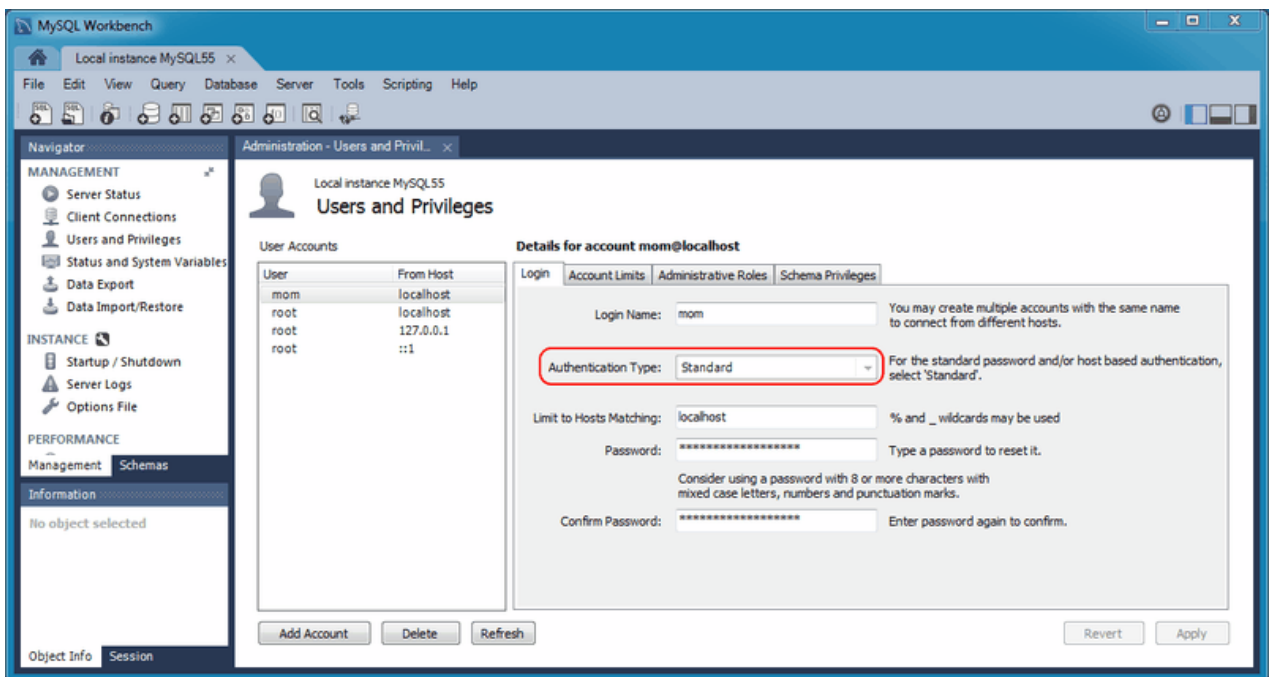 MySQL Workbench
Local instance MySQL55
File Edit View Query Database Server Tools Scripting Help
Navigator
MANAGEMENT
Server Status
Client Connections
Users and Privileges
Status and System Variables
Data Export
Data Import/Restore
INSTANCE
Startup / Shutdown
Server Logs
Options File
PERFORMANCE
Management Schemas
Information
No object selected
Object Info Session
Administration - Users and Privil...
Local instance MySQL55
Users and Privileges
User Accounts
User From Host
mom localhost
root localhost
root 127.0.0.1
root ::1
Add Account Delete Refresh
Details for account mom@localhost
Login Account Limits Administrative Roles Schema Privileges
Login Name: mom
You may create multiple accounts with the same name
to connect from different hosts.
Authentication Type: Standard
For the standard password and/or host based authentication,
select 'Standard'.
Limit to Hosts Matching: localhost % and _ wildcards may be used
Password: ****************** Type a password to reset it.
Consider using a password with 8 or more characters with
mixed case letters, numbers and punctuation marks.
Confirm Password: ****************** Enter password again to confirm.
Revert Apply